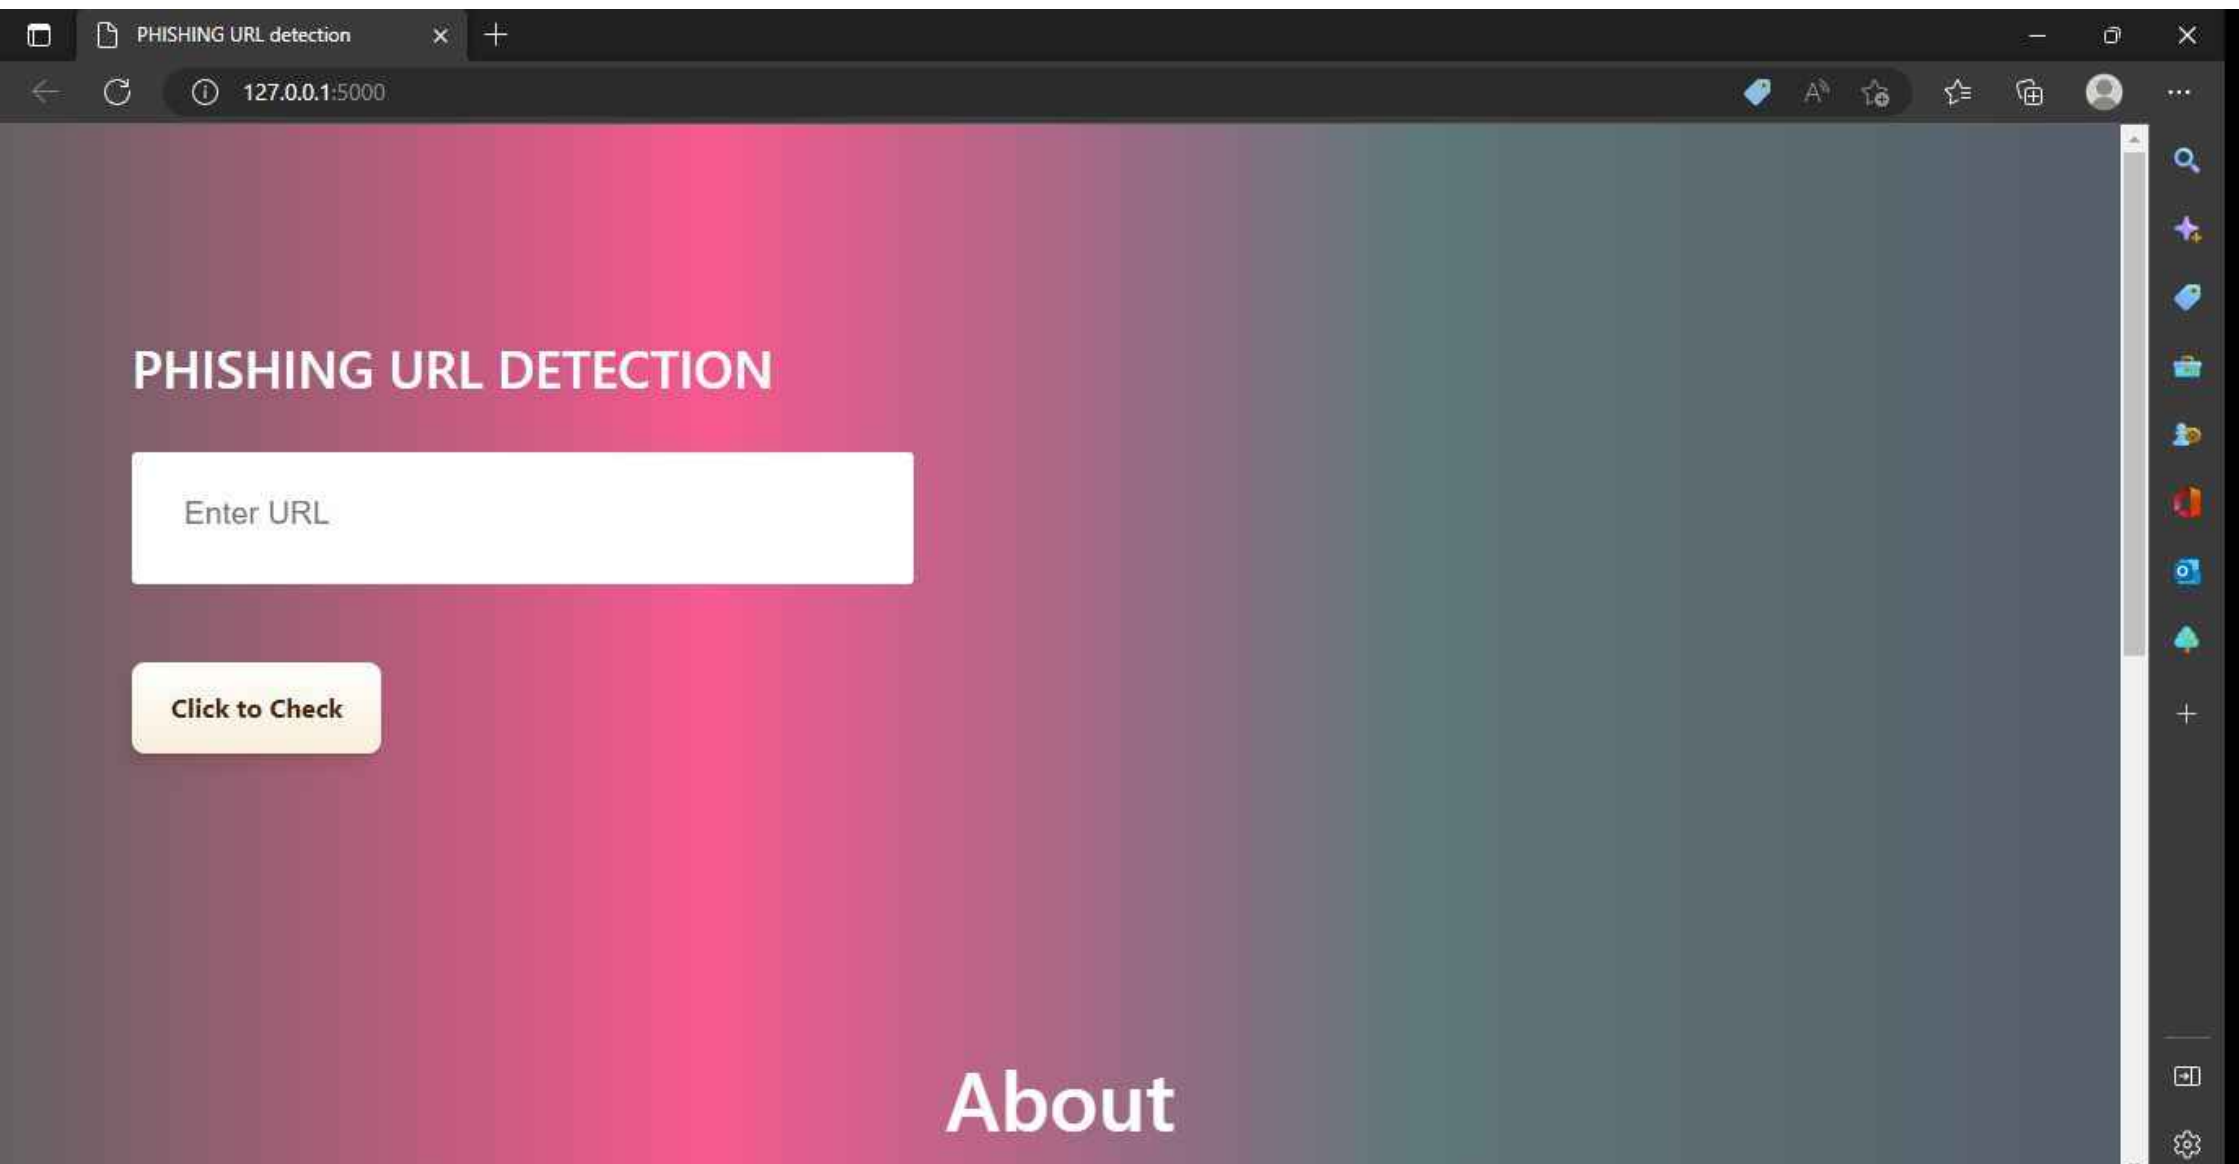 PHISHING URL detection
127.0.0.1:5000
PHISHING URL DETECTION
Enter URL
Click to Check
About